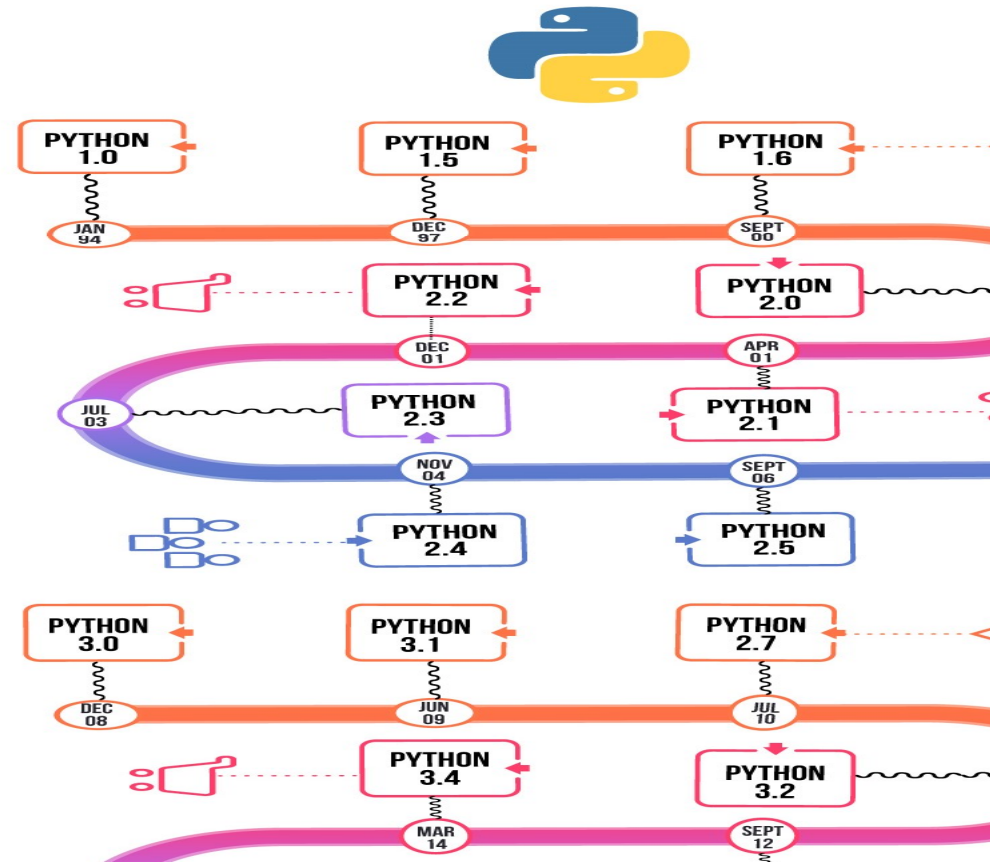 PYTHON
1.0
PYTHON
1.5
PYTHON
1.6
JAN
94
DEC
97
SEPT
00
PYTHON
2.2
PYTHON
2.0
DEC
01
APR
01
JUL
03
PYTHON
2.3
PYTHON
2.1
NOV
04
SEPT
06
PYTHON
2.4
PYTHON
2.5
PYTHON
3.0
PYTHON
3.1
PYTHON
2.7
DEC
08
JUN
09
JUL
10
PYTHON
3.4
PYTHON
3.2
MAR
14
SEPT
12